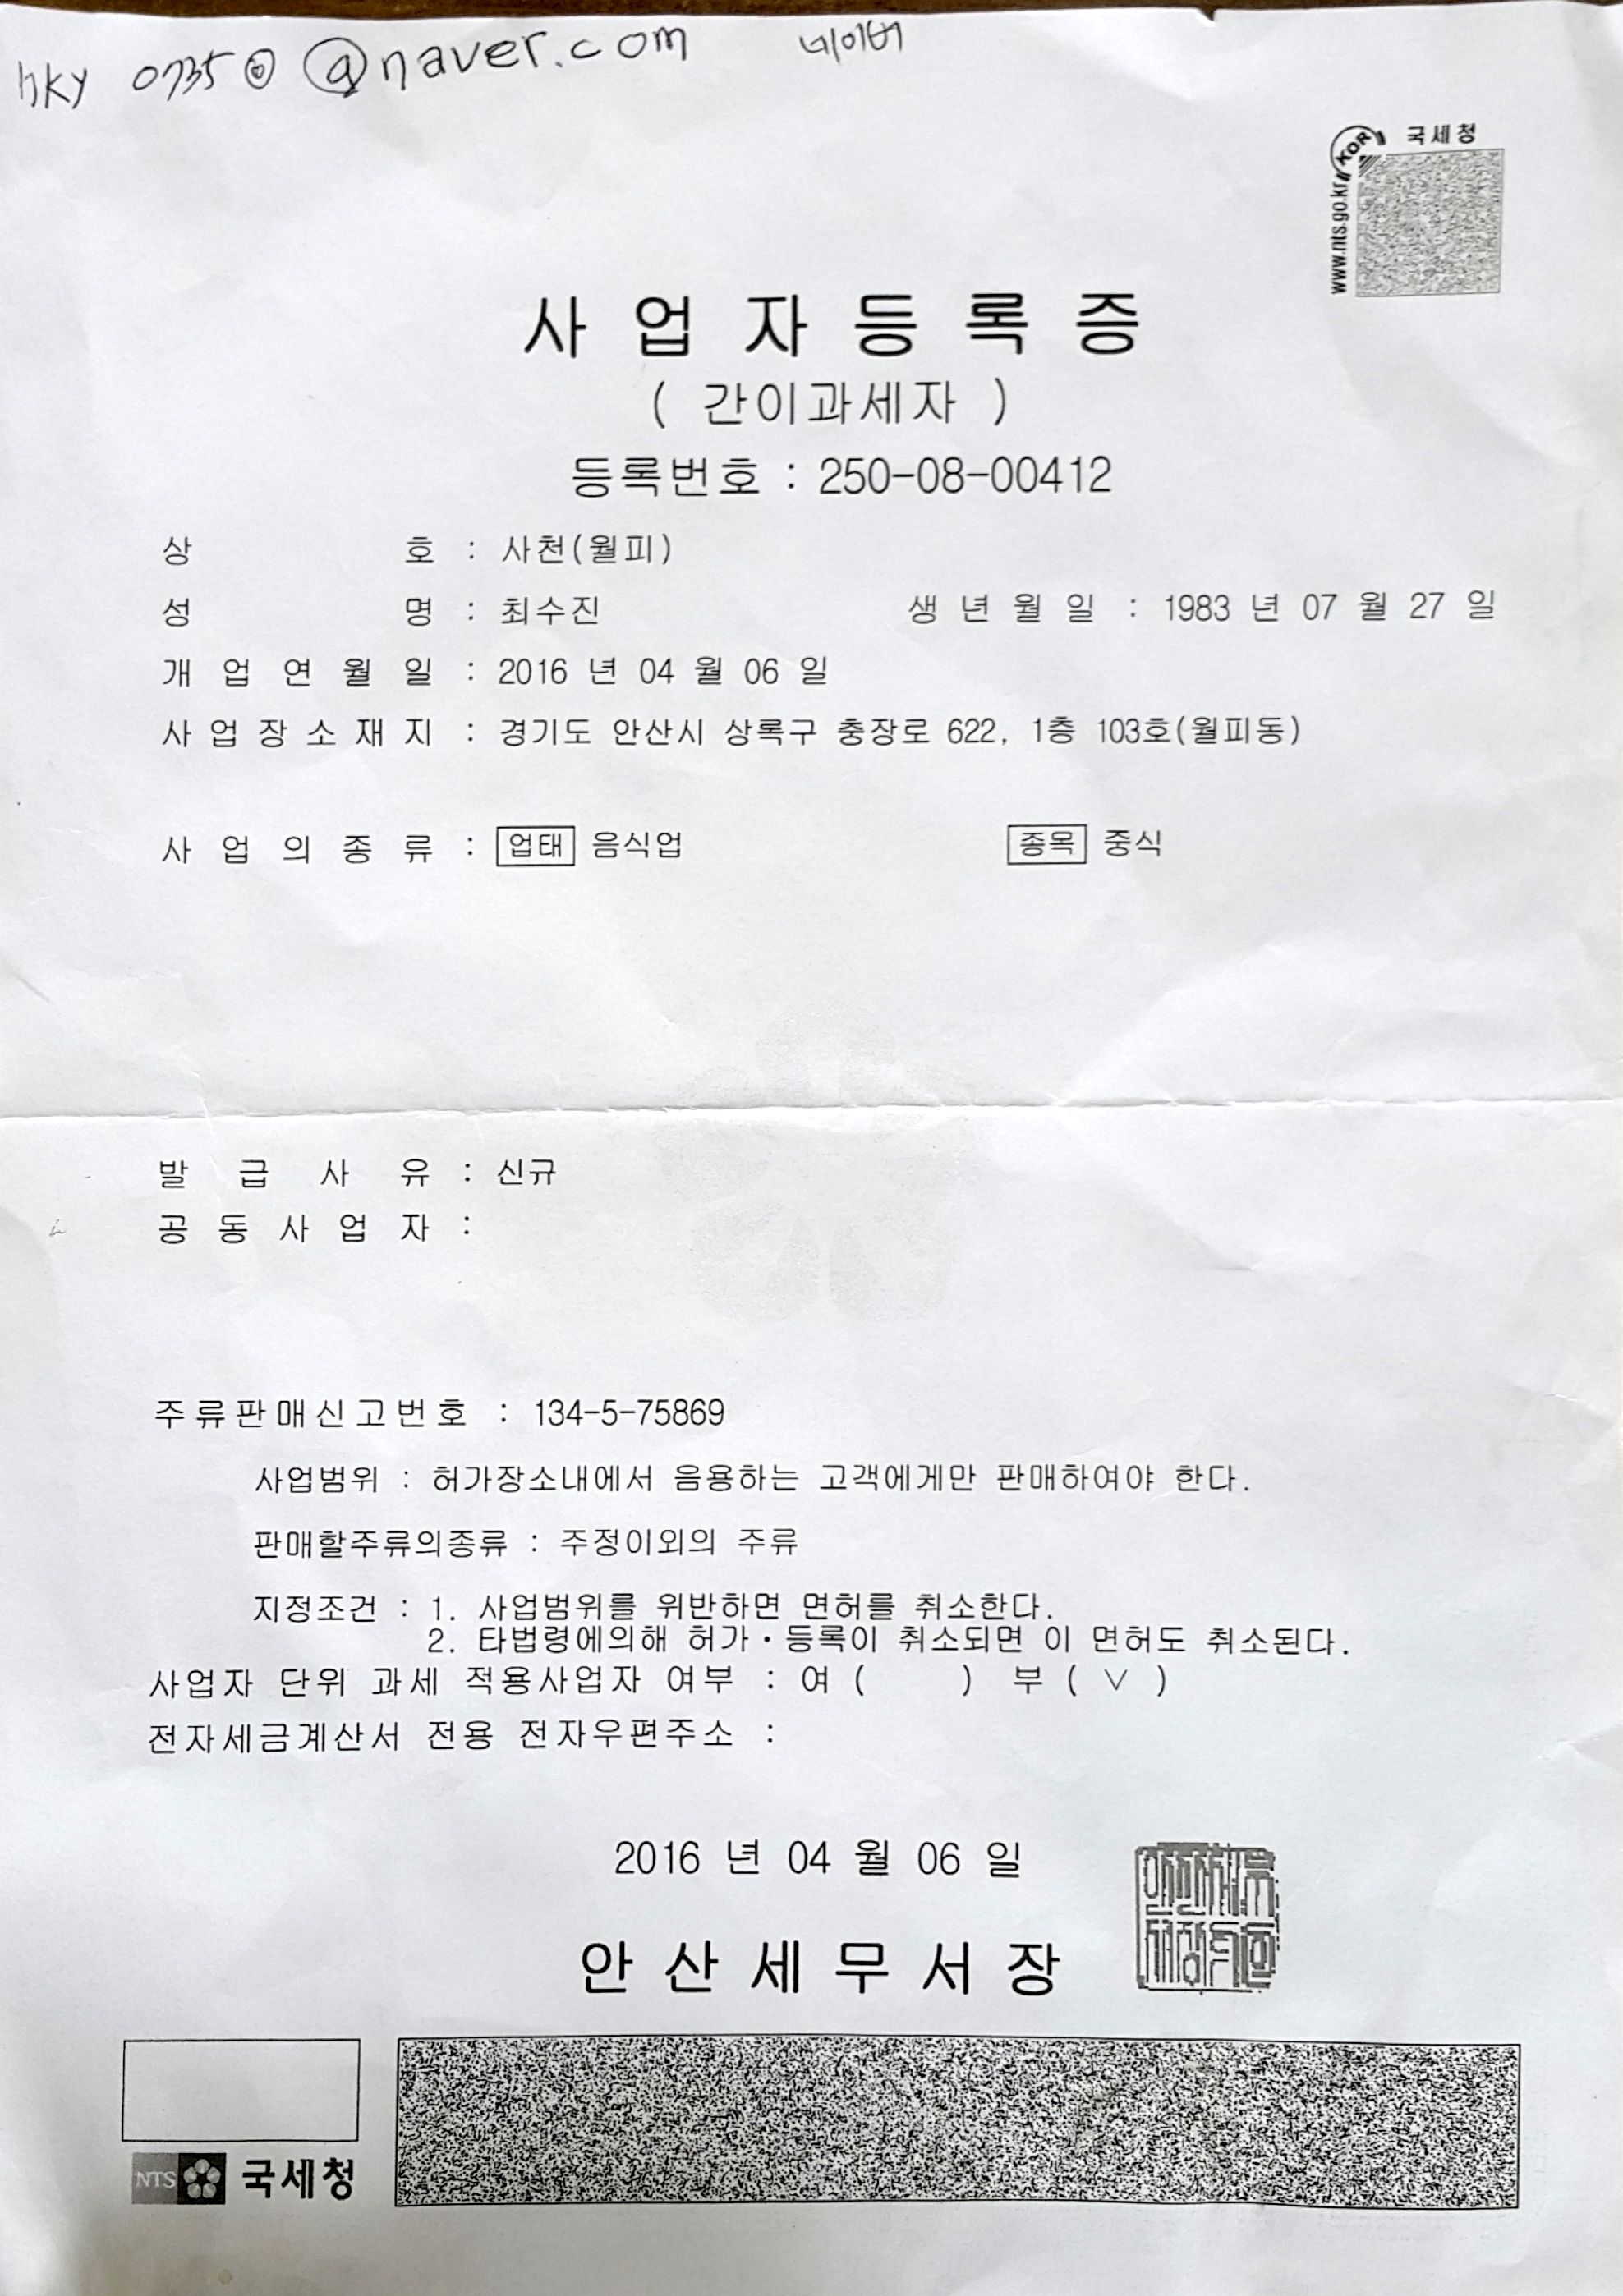 hky 0735@ @naver.com 네이버
국세청
KOR
www.nts.go.kr
사업자등록증
( 간이과세자 )
등록번호 : 250-08-00412
상 호 : 사천(월피)
성 명 : 최수진 생 년 월 일 : 1983 년 07 월 27 일
개 업 연 월 일 : 2016 년 04 월 06 일
사 업 장 소 재 지 : 경기도 안산시 상록구 충장로 622, 1층 103호(월피동)
사 업 의 종 류 : 업태 음식업 종목 중식
발 급 사 유 : 신규
공 동 사 업 자 :
주류판매신고번호 : 134-5-75869
사업범위 : 허가장소내에서 음용하는 고객에게만 판매하여야 한다.
판매할주류의종류 : 주정이외의 주류
지정조건 : 1. 사업범위를 위반하면 면허를 취소한다.
2. 타법령에의해 허가·등록이 취소되면 이 면허도 취소된다.
사업자 단위 과세 적용사업자 여부 : 여 ( ) 부 ( ∨ )
전자세금계산서 전용 전자우편주소 :
2016 년 04 월 06 일
안 산 세 무 서 장
NTS 국세청